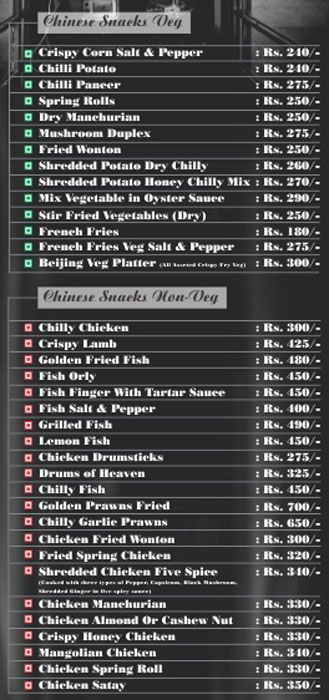 Chinese Snacks Veg
Crispy Corn Salt & Pepper : Rs. 240/-
Chilli Potato : Rs. 240/-
Chilli Paneer : Rs. 275/-
Spring Rolls : Rs. 250/-
Dry Manchurian : Rs. 250/-
Mushroom Duplex : Rs. 275/-
Fried Wonton : Rs. 250/-
Shredded Potato Dry Chilly : Rs. 260/-
Shredded Potato Honey Chilly Mix : Rs. 270/-
Mix Vegetable in Oyster Sauce : Rs. 290/-
Stir Fried Vegetables (Dry) : Rs. 250/-
French Fries : Rs. 180/-
French Fries Veg Salt & Pepper : Rs. 275/-
Beijing Veg Platter (All Assorted Crispy Fry Veg) : Rs. 300/-
Chinese Snacks Non-Veg
Chilly Chicken : Rs. 300/-
Crispy Lamb : Rs. 425/-
Golden Fried Fish : Rs. 480/-
Fish Orly : Rs. 450/-
Fish Finger With Tartar Sauce : Rs. 450/-
Fish Salt & Pepper : Rs. 400/-
Grilled Fish : Rs. 490/-
Lemon Fish : Rs. 450/-
Chicken Drumsticks : Rs. 275/-
Drums of Heaven : Rs. 325/-
Chilly Fish : Rs. 450/-
Golden Prawns Fried : Rs. 700/-
Chilly Garlic Prawns : Rs. 650/-
Chicken Fried Wonton : Rs. 300/-
Fried Spring Chicken : Rs. 320/-
Shredded Chicken Five Spice : Rs. 340/-
(Cooked with three types of Pepper, Capsicum, Black Mushroom,
Shredded Ginger in five spicy sauce)
Chicken Manchurian : Rs. 330/-
Chicken Almond Or Cashew Nut : Rs. 330/-
Crispy Honey Chicken : Rs. 330/-
Mangolian Chicken : Rs. 340/-
Chicken Spring Roll : Rs. 330/-
Chicken Satay : Rs. 350/-